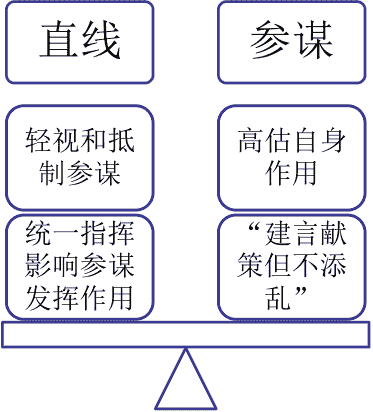 直线
参谋
轻视和抵
制参谋
高估自身
作用
统一指挥
影响参谋
发挥作用
“建言献
策但不添
乱”